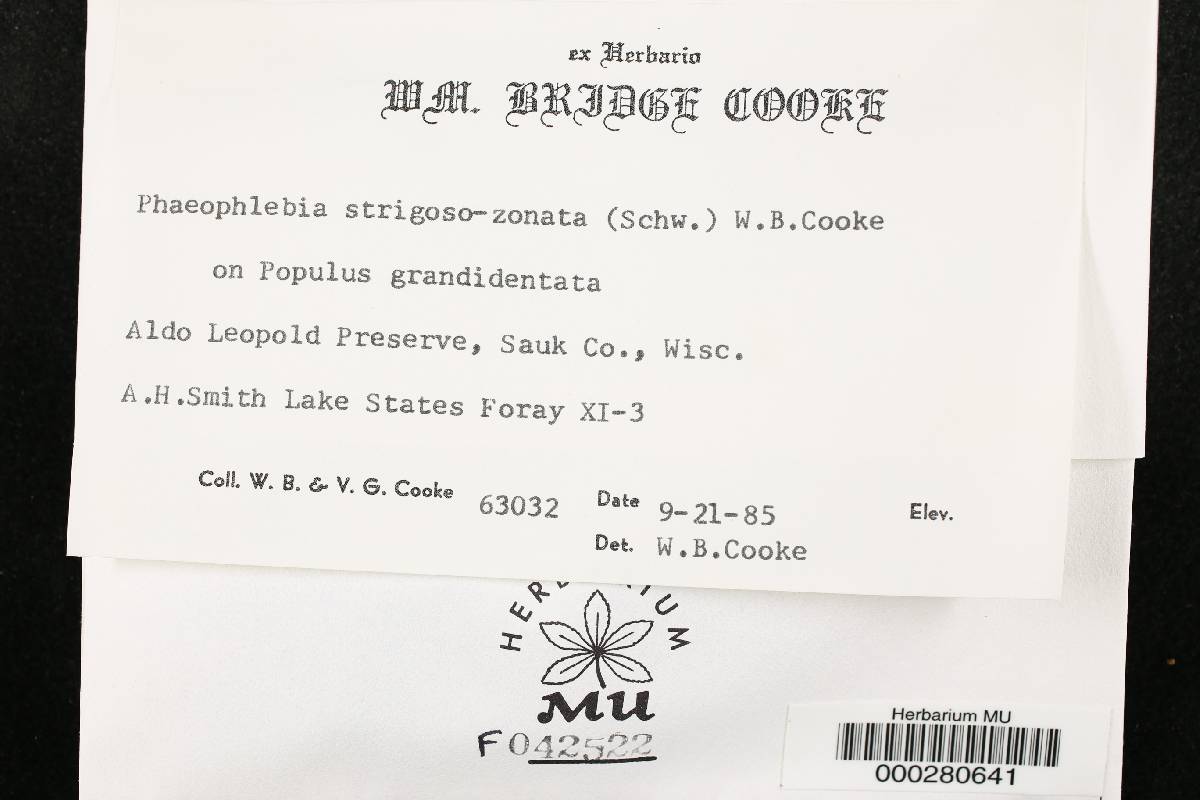 ex Herbario
WM. BRIDGE COOKE
Phaeophlebia strigoso-zonata (Schw.) W.B.Cooke
on Populus grandidentata
Aldo Leopold Preserve, Sauk Co., Wisc.
A.H.Smith Lake States Foray XI-3
Coll. W. B. & V. G. Cooke 63032 Date 9-21-85 Elev.
Det. W.B.Cooke
MU
F042522
Herbarium MU
000280641